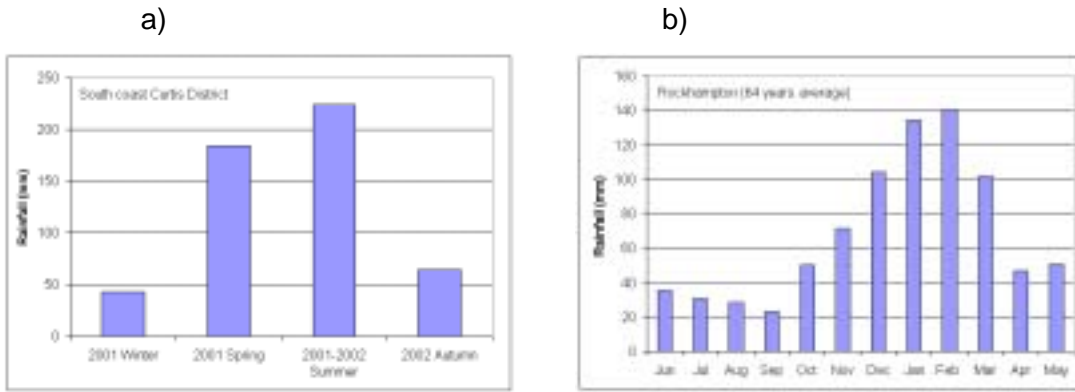 a)
b)
South coast Curtis District
Rainfall (mm)
250
200
150
100
50
0
2001 Winter
2001 Spring
2001-2002 Summer
2002 Autumn
Rockhampton (64 years average)
Rainfall (mm)
160
140
120
100
80
60
40
20
0
Jun Jul Aug Sep Oct Nov Dec Jan Feb Mar Apr May